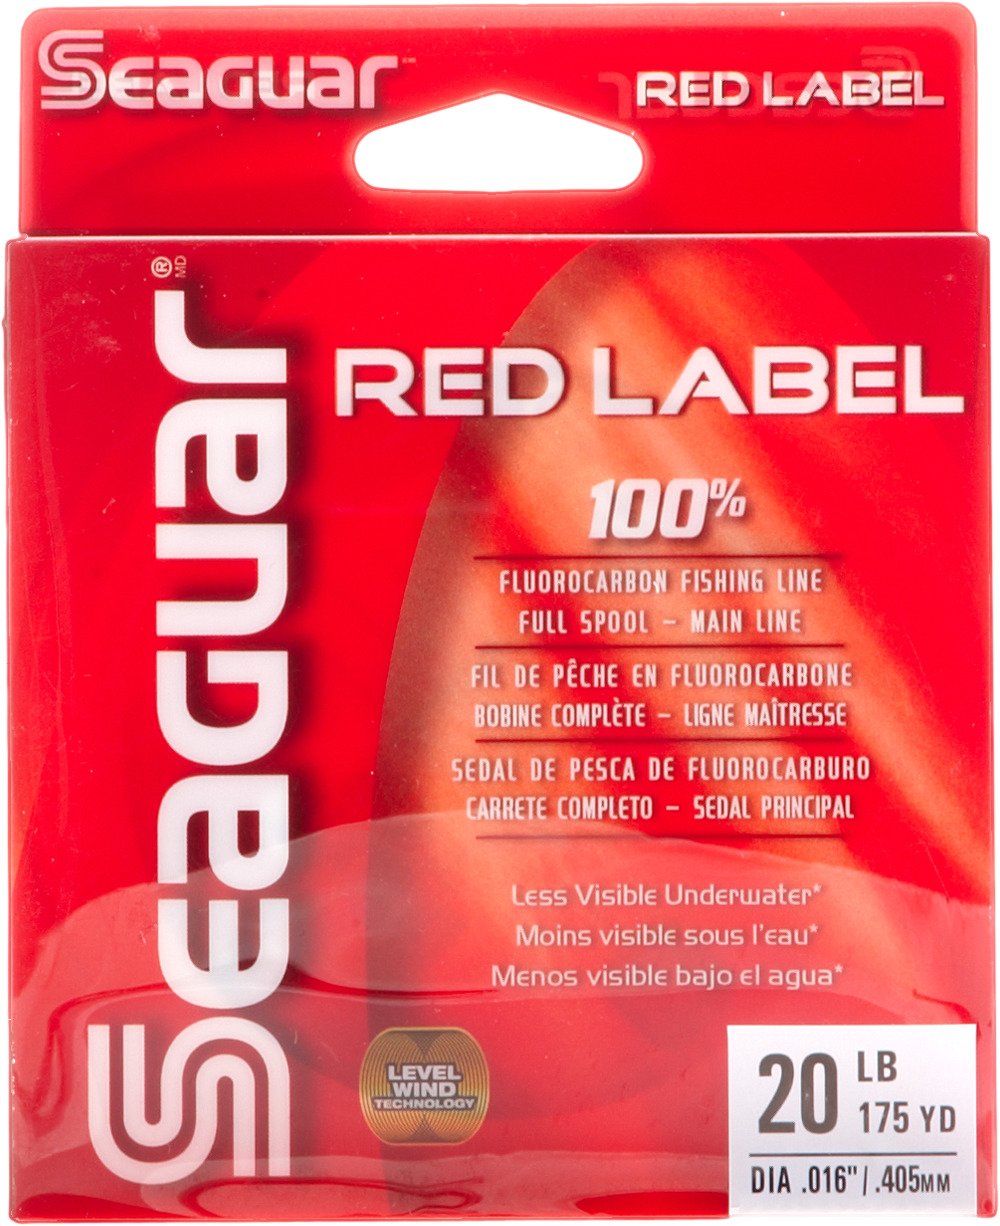 Seaguar™
RED LABEL
Seaguar®
MD
RED LABEL
100%
FLUOROCARBON FISHING LINE
FULL SPOOL – MAIN LINE
FIL DE PÊCHE EN FLUOROCARBONE
BOBINE COMPLÈTE – LIGNE MAÎTRESSE
SEDAL DE PESCA DE FLUOROCARBURO
CARRETE COMPLETO – SEDAL PRINCIPAL
Less Visible Underwater*
Moins visible sous l'eau*
Menos visible bajo el agua*
LEVEL
WIND
TECHNOLOGY
20 LB
175 YD
DIA .016"/.405MM